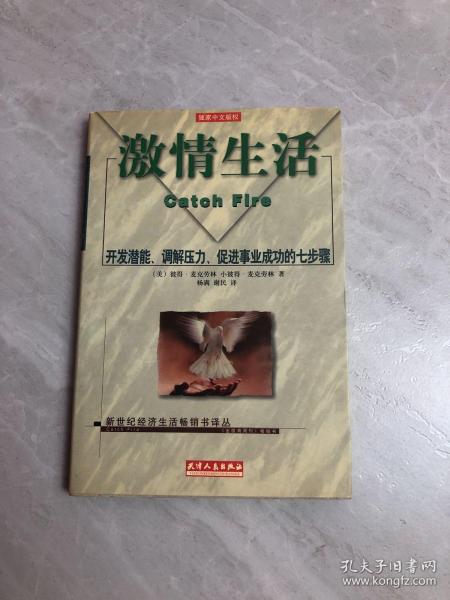 独家中文版权
激情生活
Catch Fire
开发潜能、调解压力、促进事业成功的七步骤
（美）彼得·麦克劳林 小彼得·麦克劳林 著
杨满 谢民 译
新世纪经济生活畅销书译丛
Catch Fire
天津人民出版社
孔夫子旧书网
www.kongfz.com